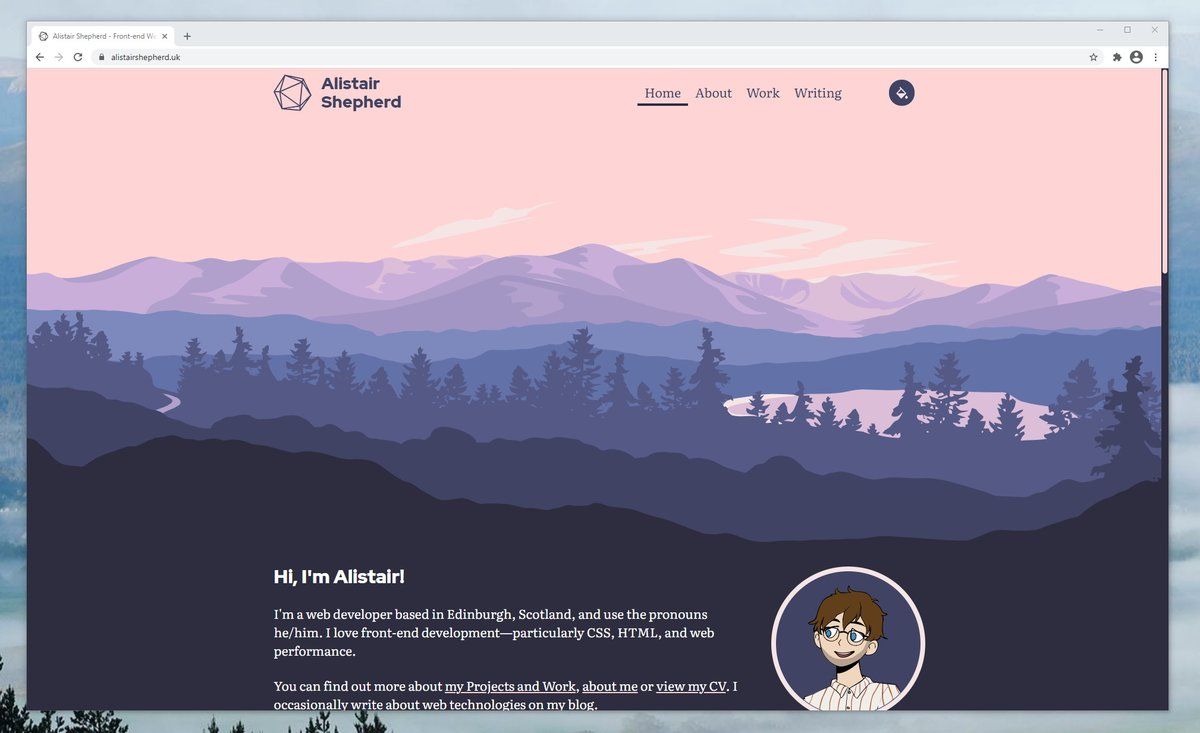 Alistair Shepherd - Front-end We
alistairshepherd.uk
Alistair
Shepherd
Home About Work Writing
Hi, I'm Alistair!
I'm a web developer based in Edinburgh, Scotland, and use the pronouns
he/him. I love front-end development—particularly CSS, HTML, and web
performance.
You can find out more about my Projects and Work, about me or view my CV. I
occasionally write about web technologies on my blog.